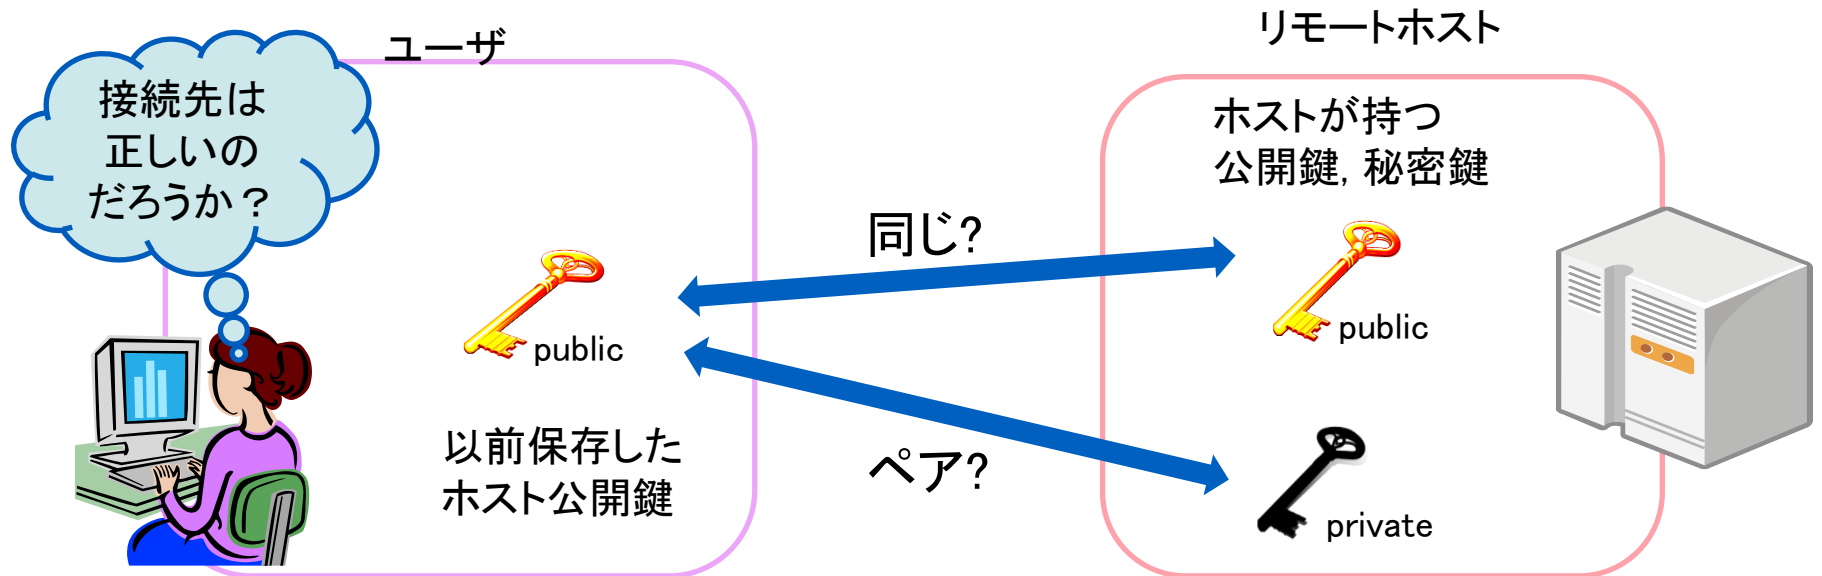 ユーザ
リモートホスト
接続先は
正しいの
だろうか？
ホストが持つ
公開鍵, 秘密鍵
同じ?
public
public
以前保存した
ホスト公開鍵
ペア?
private